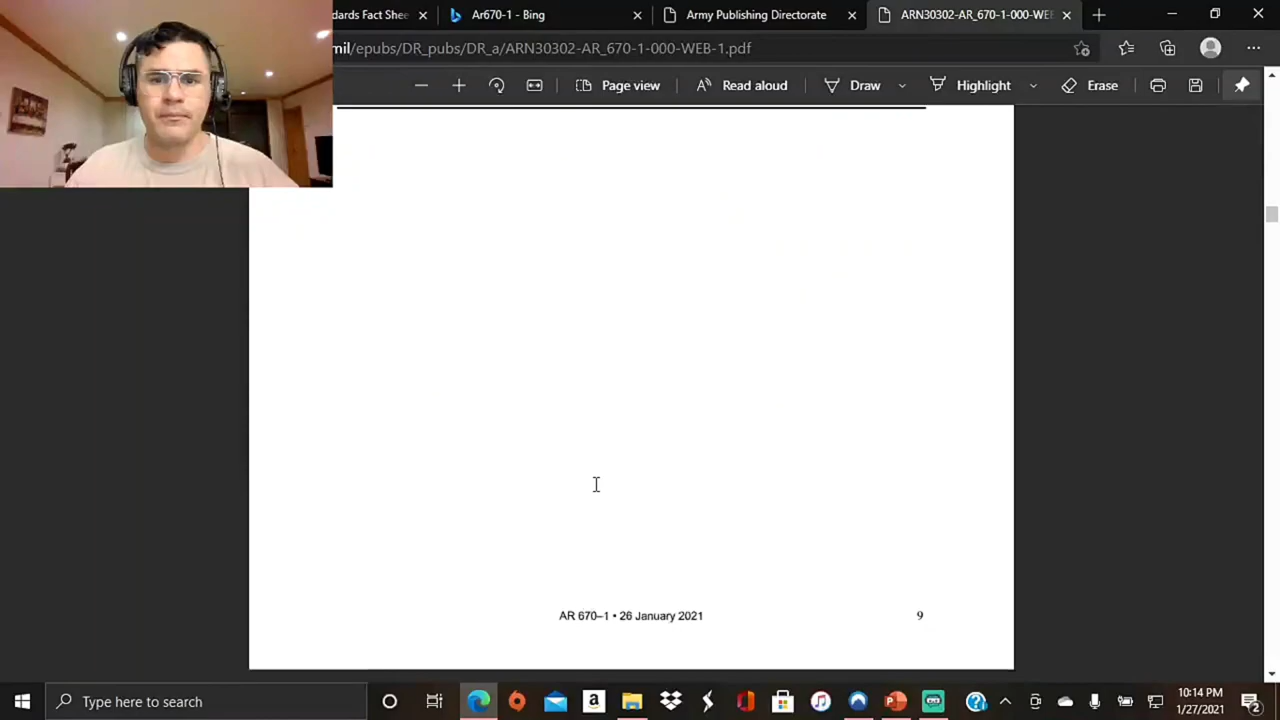 dards Fact Shee
Ar670-1 - Bing
Army Publishing Directorate
ARN30302-AR_670-1-000-WEB
mil/epubs/DR_pubs/DR_a/ARN30302-AR_670-1-000-WEB-1.pdf
Page view
Read aloud
Draw
Highlight
Erase
AR 670–1 • 26 January 2021
9
Type here to search
10:14 PM
1/27/2021
2